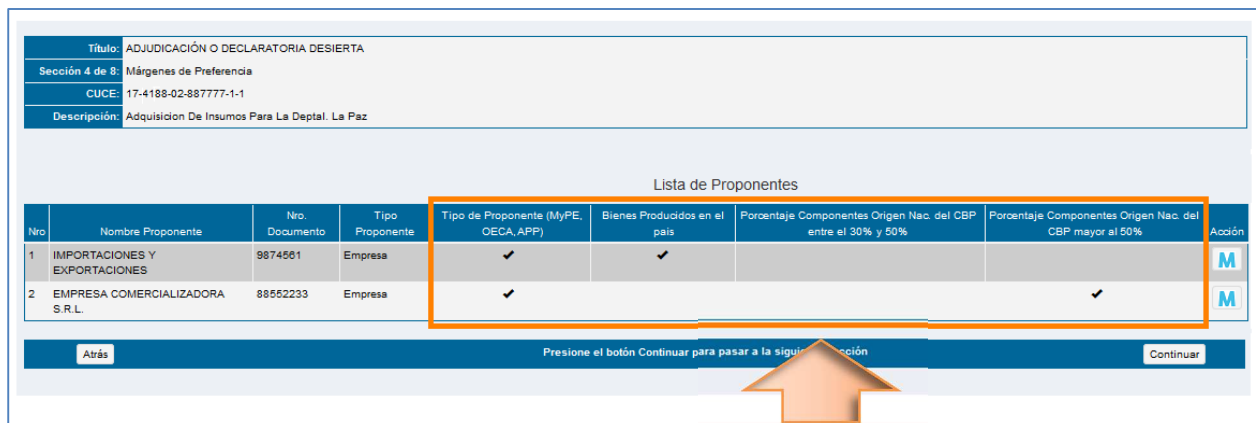 Título: ADJUDICACIÓN O DECLARATORIA DESIERTA
Sección 4 de 8: Márgenes de Preferencia
CUCE: 17-4188-02-887777-1-1
Descripción: Adquisicion De Insumos Para La Deptal. La Paz
Lista de Proponentes
Nro Nombre Proponente Nro. Documento Tipo Proponente Tipo de Proponente (MyPE, OECA, APP) Bienes Producidos en el país Porcentaje Componentes Origen Nac. del CBP entre el 30% y 50% Porcentaje Componentes Origen Nac. del CBP mayor al 50% Acción
1 IMPORTACIONES Y EXPORTACIONES 9874561 Empresa ✔ ✔ M
2 EMPRESA COMERCIALIZADORA S.R.L. 88552233 Empresa ✔ ✔ M
Atrás Presione el botón Continuar para pasar a la Continuar